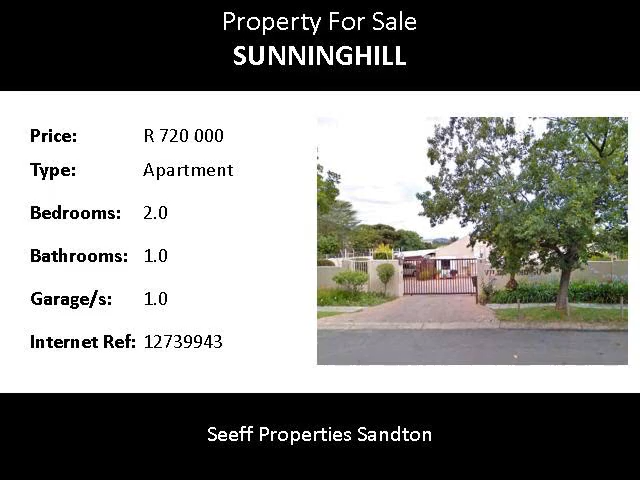 Property For Sale
SUNNINGHILL
Price: R 720 000
Type: Apartment
Bedrooms: 2.0
Bathrooms: 1.0
Garage/s: 1.0
Internet Ref: 12739943
Seeff Properties Sandton